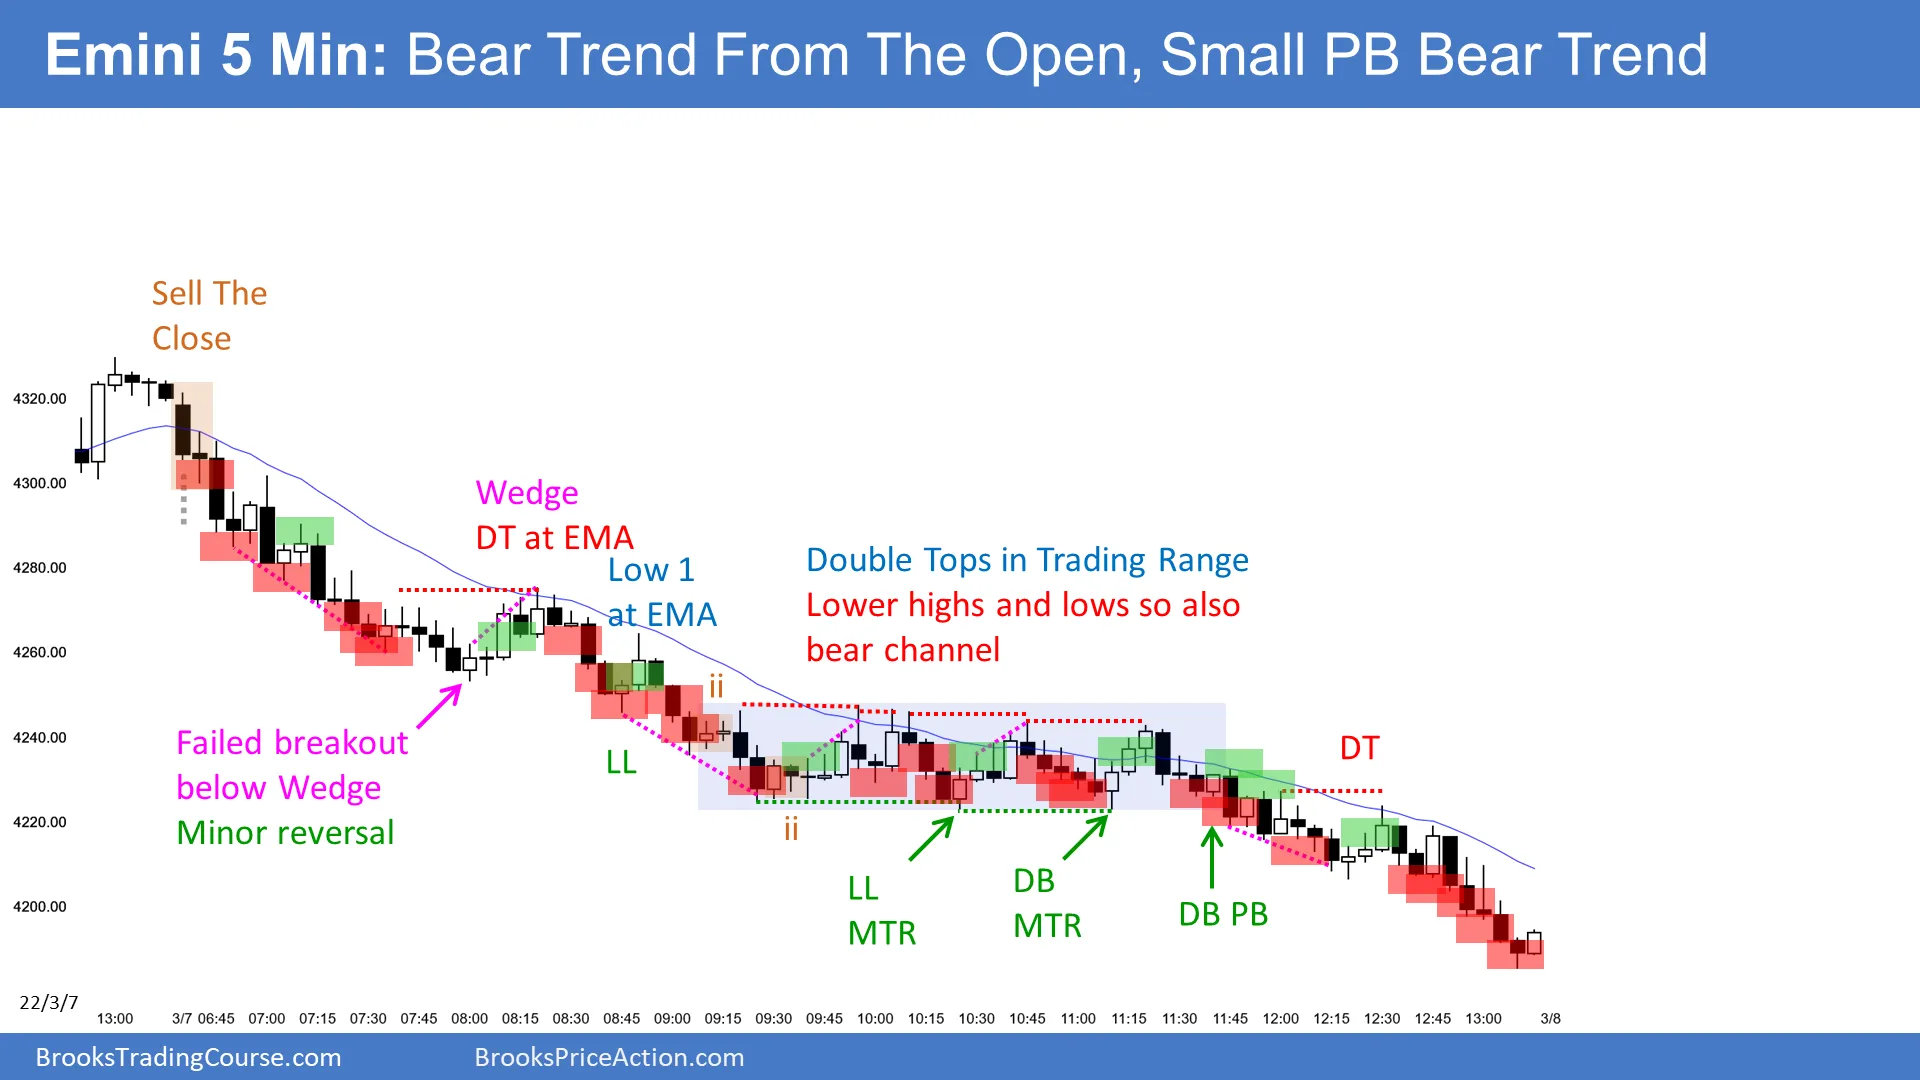 Emini 5 Min: Bear Trend From The Open, Small PB Bear Trend
Sell The
Close
4320.00
4300.00
4280.00
4260.00
4240.00
4220.00
4200.00
Wedge
DT at EMA
Low 1
at EMA
Double Tops in Trading Range
Lower highs and lows so also
bear channel
ii
Failed breakout
below Wedge
Minor reversal
LL
ii
DT
LL
MTR
DB
MTR
DB PB
22/3/7
13:00 3/7 06:45 07:00 07:15 07:30 07:45 08:00 08:15 08:30 08:45 09:00 09:15 09:30 09:45 10:00 10:15 10:30 10:45 11:00 11:15 11:30 11:45 12:00 12:15 12:30 12:45 13:00 3/8
BrooksTradingCourse.com
BrooksPriceAction.com